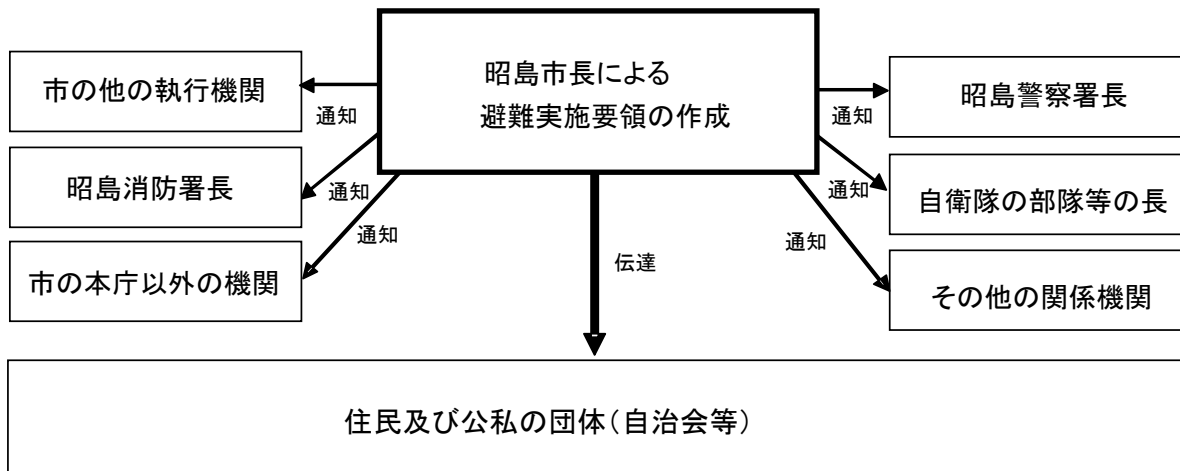 昭島市長による
避難実施要領の作成
市の他の執行機関
通知
昭島消防署長
通知
市の本庁以外の機関
通知
昭島警察署長
通知
自衛隊の部隊等の長
通知
その他の関係機関
通知
伝達
住民及び公私の団体(自治会等)